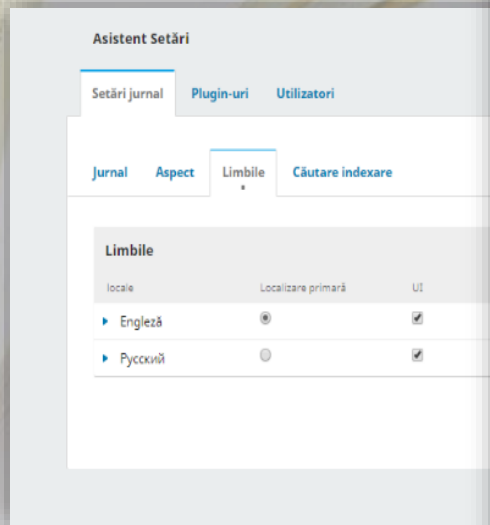 Asistent Setări
Setări jurnal Plugin-uri Utilizatori
Jurnal Aspect Limbile Căutare indexare
Limbile
locale Localizare primară UI
Engleză
Русский